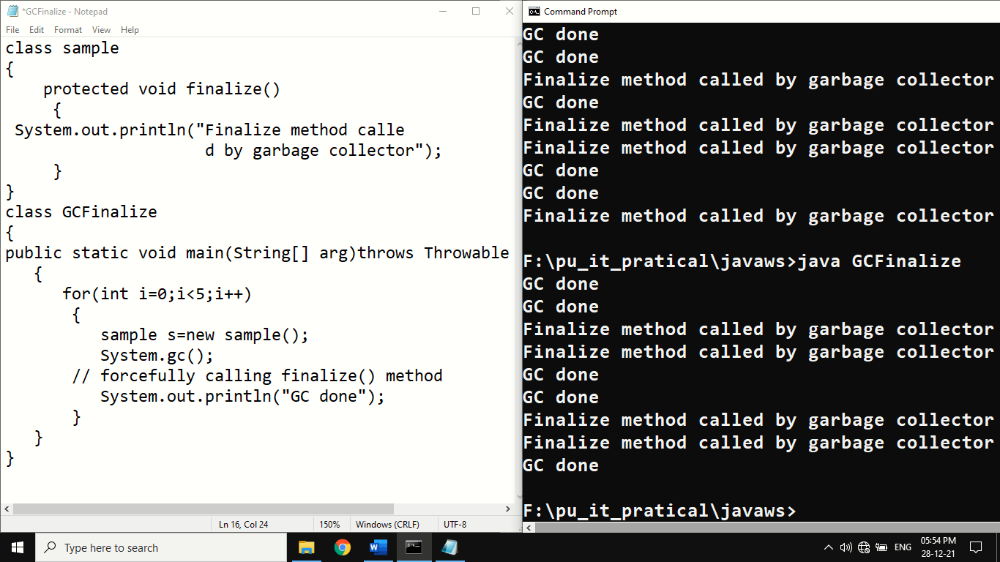 *GCFinalize - Notepad
File Edit Format View Help
class sample
{
    protected void finalize()
     {
 System.out.println("Finalize method calle
                     d by garbage collector");
     }
}
class GCFinalize
{
public static void main(String[] arg)throws Throwable
   {
      for(int i=0;i<5;i++)
       {
          sample s=new sample();
          System.gc();
       // forcefully calling finalize() method
          System.out.println("GC done");
       }
   }
}
Ln 16, Col 24 150% Windows (CRLF) UTF-8
C:\. Command Prompt
GC done
GC done
Finalize method called by garbage collector
GC done
Finalize method called by garbage collector
Finalize method called by garbage collector
GC done
GC done
Finalize method called by garbage collector
F:\pu_it_pratical\javaws>java GCFinalize
GC done
GC done
Finalize method called by garbage collector
Finalize method called by garbage collector
GC done
GC done
Finalize method called by garbage collector
Finalize method called by garbage collector
GC done
F:\pu_it_pratical\javaws>
Type here to search
W
ENG
05:54 PM
28-12-21